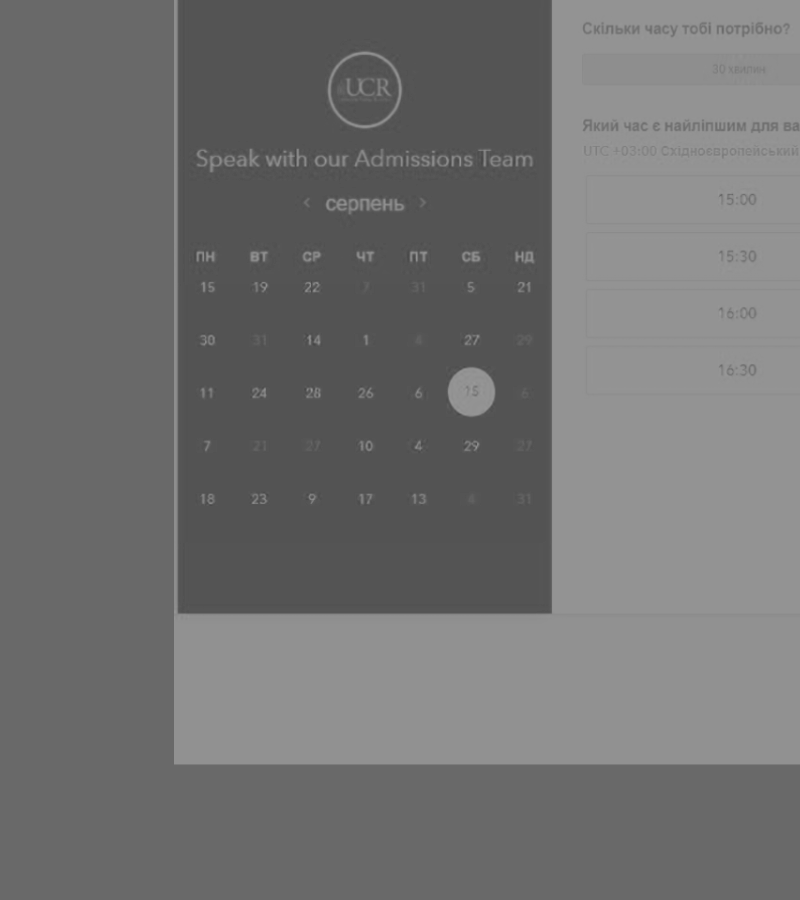 UCR
Speak with our Admissions Team
‹ серпень ›
ПН ВТ СР ЧТ ПТ СБ НД
15 19 22 7 31 5 21
30 31 14 1 4 27 29
11 24 28 26 6 15 6
7 21 27 10 4 29 27
18 23 9 17 13 4 31
Скільки часу тобі потрібно?
30 хвилин
Який час є найліпшим для ва
UTC +03:00 Східноєвропейський
15:00
15:30
16:00
16:30